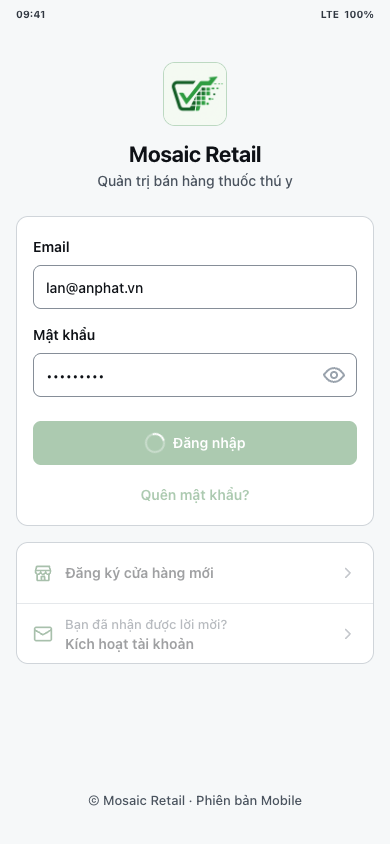 09:41
LTE 100%
Mosaic Retail
Quản trị bán hàng thuốc thú y
Email
lan@anphat.vn
Mật khẩu
•••••••••
Đăng nhập
Quên mật khẩu?
Đăng ký cửa hàng mới
Bạn đã nhận được lời mời?
Kích hoạt tài khoản
© Mosaic Retail · Phiên bản Mobile